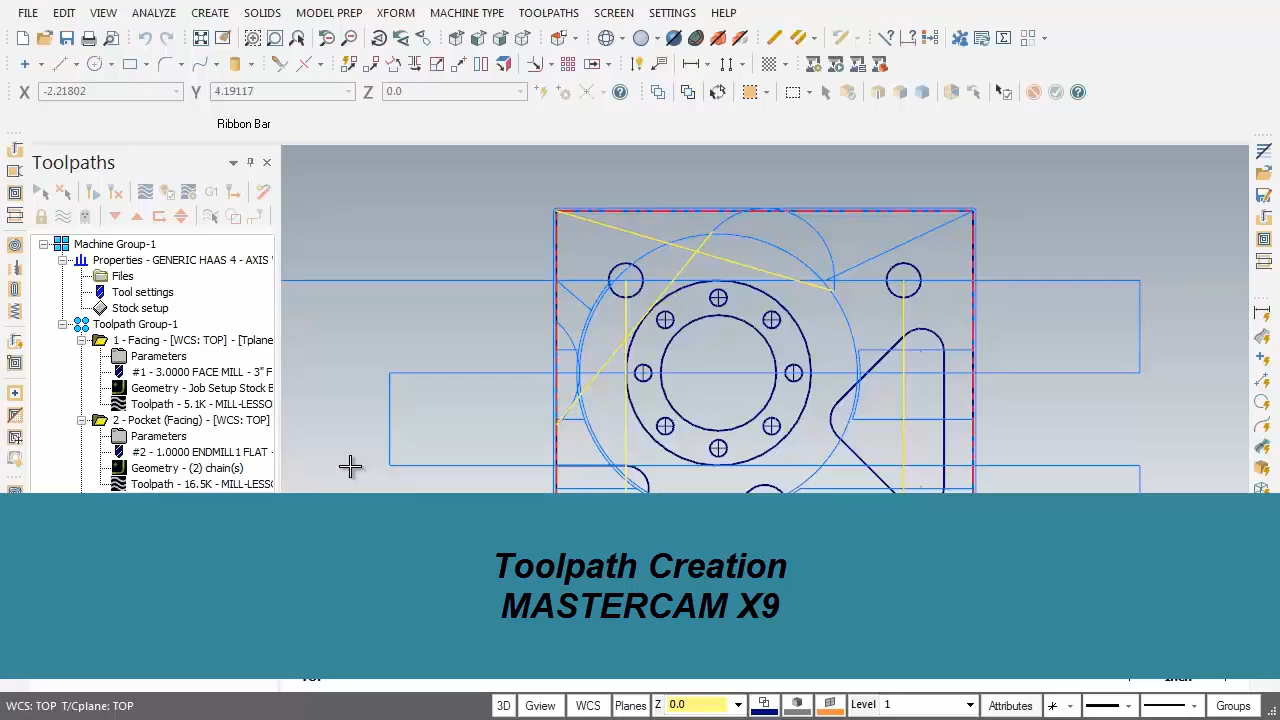 FILE EDIT VIEW ANALYZE CREATE SOLIDS MODEL PREP XFORM MACHINE TYPE TOOLPATHS SCREEN SETTINGS HELP
X -2.21802 Y 4.19117 Z 0.0
Ribbon Bar
Toolpaths
G1
Machine Group-1
Properties - GENERIC HAAS 4 - AXIS
Files
Tool settings
Stock setup
Toolpath Group-1
1 - Facing - [WCS: TOP] - [Tplane
Parameters
#1 - 3.0000 FACE MILL - 3" F
Geometry - Job Setup Stock B
Toolpath - 5.1K - MILL-LESSO
2 - Pocket (Facing) - [WCS: TOP]
Parameters
#2 - 1.0000 ENDMILL1 FLAT -
Geometry - (2) chain(s)
Toolpath - 16.5K - MILL-LESSO
Toolpath Creation
MASTERCAM X9
WCS: TOP T/Cplane: TOP 3D Gview WCS Planes Z 0.0 Level 1 Attributes Groups